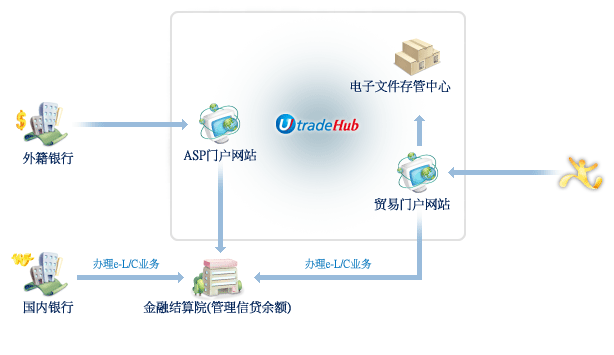 电子文件存管中心
UtradeHub
外籍银行
ASP门户网站
贸易门户网站
办理e-L/C业务
办理e-L/C业务
国内银行
金融结算院(管理信贷余额)